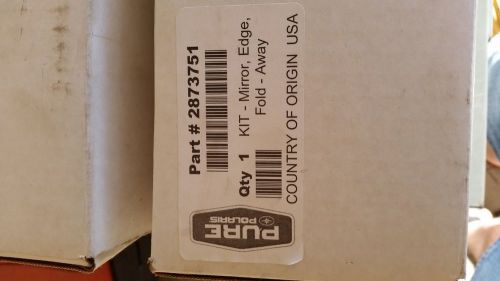 Part # 2873751
Qty 1 KIT - Mirror, Edge,
Fold - Away
COUNTRY OF ORIGIN USA
PURE
POLARIS